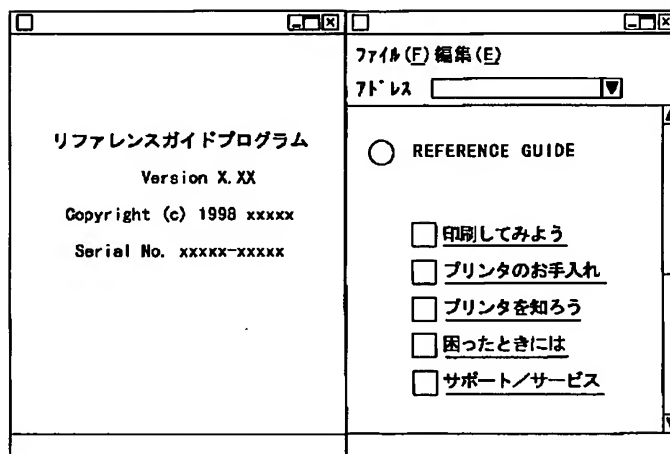 リファレンスガイドプログラム
Version X.XX
Copyright (c) 1998 xxxxx
Serial No. xxxxx-xxxxx
ファイル(F) 編集(E)
アドレス
REFERENCE GUIDE
印刷してみよう
プリンタのお手入れ
プリンタを知ろう
困ったときには
サポート/サービス